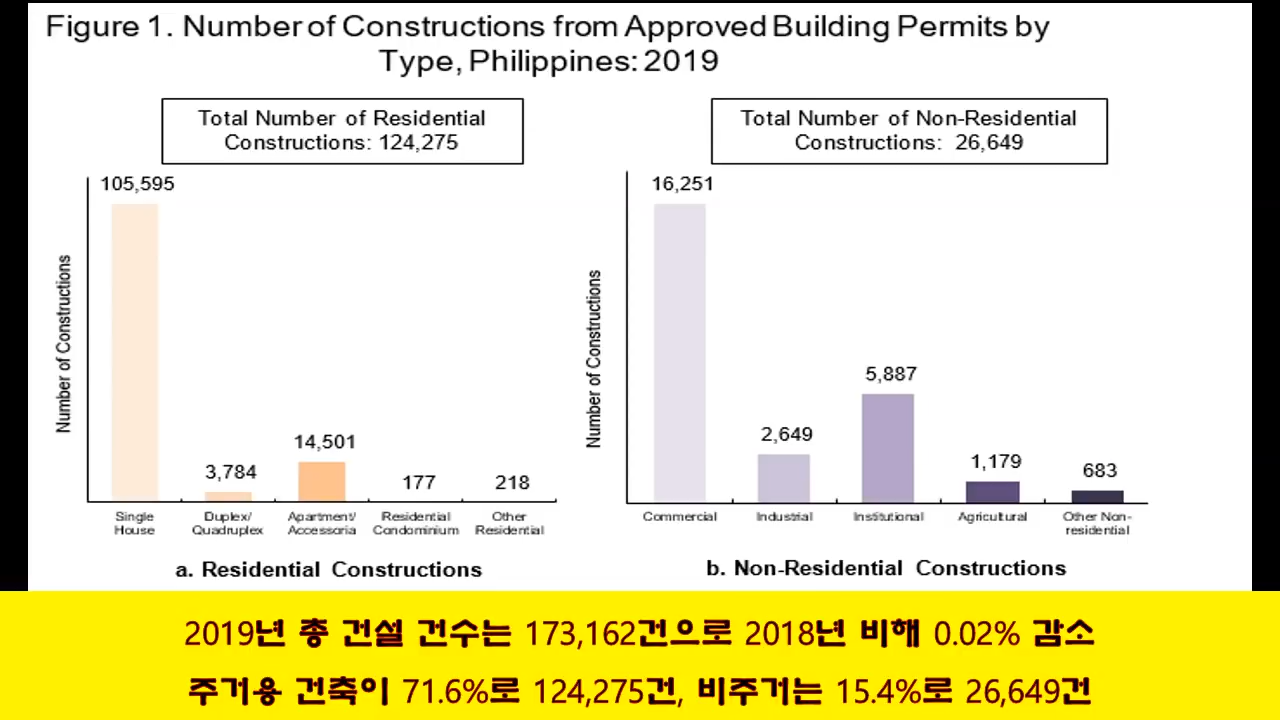 Figure 1. Number of Constructions from Approved Building Permits by
Type, Philippines: 2019
Total Number of Residential
Constructions: 124,275
105,595
14,501
3,784
177
218
Number of Constructions
Single
House
Duplex/
Quadruplex
Apartment/
Accessoria
Residential
Condominium
Other
Residential
a. Residential Constructions
Total Number of Non-Residential
Constructions: 26,649
16,251
2,649
5,887
1,179
683
Number of Constructions
Commercial
Industrial
Institutional
Agricultural
Other Non-
residential
b. Non-Residential Constructions
2019년 총 건설 건수는 173,162건으로 2018년 비해 0.02% 감소
주거용 건축이 71.6%로 124,275건, 비주거는 15.4%로 26,649건